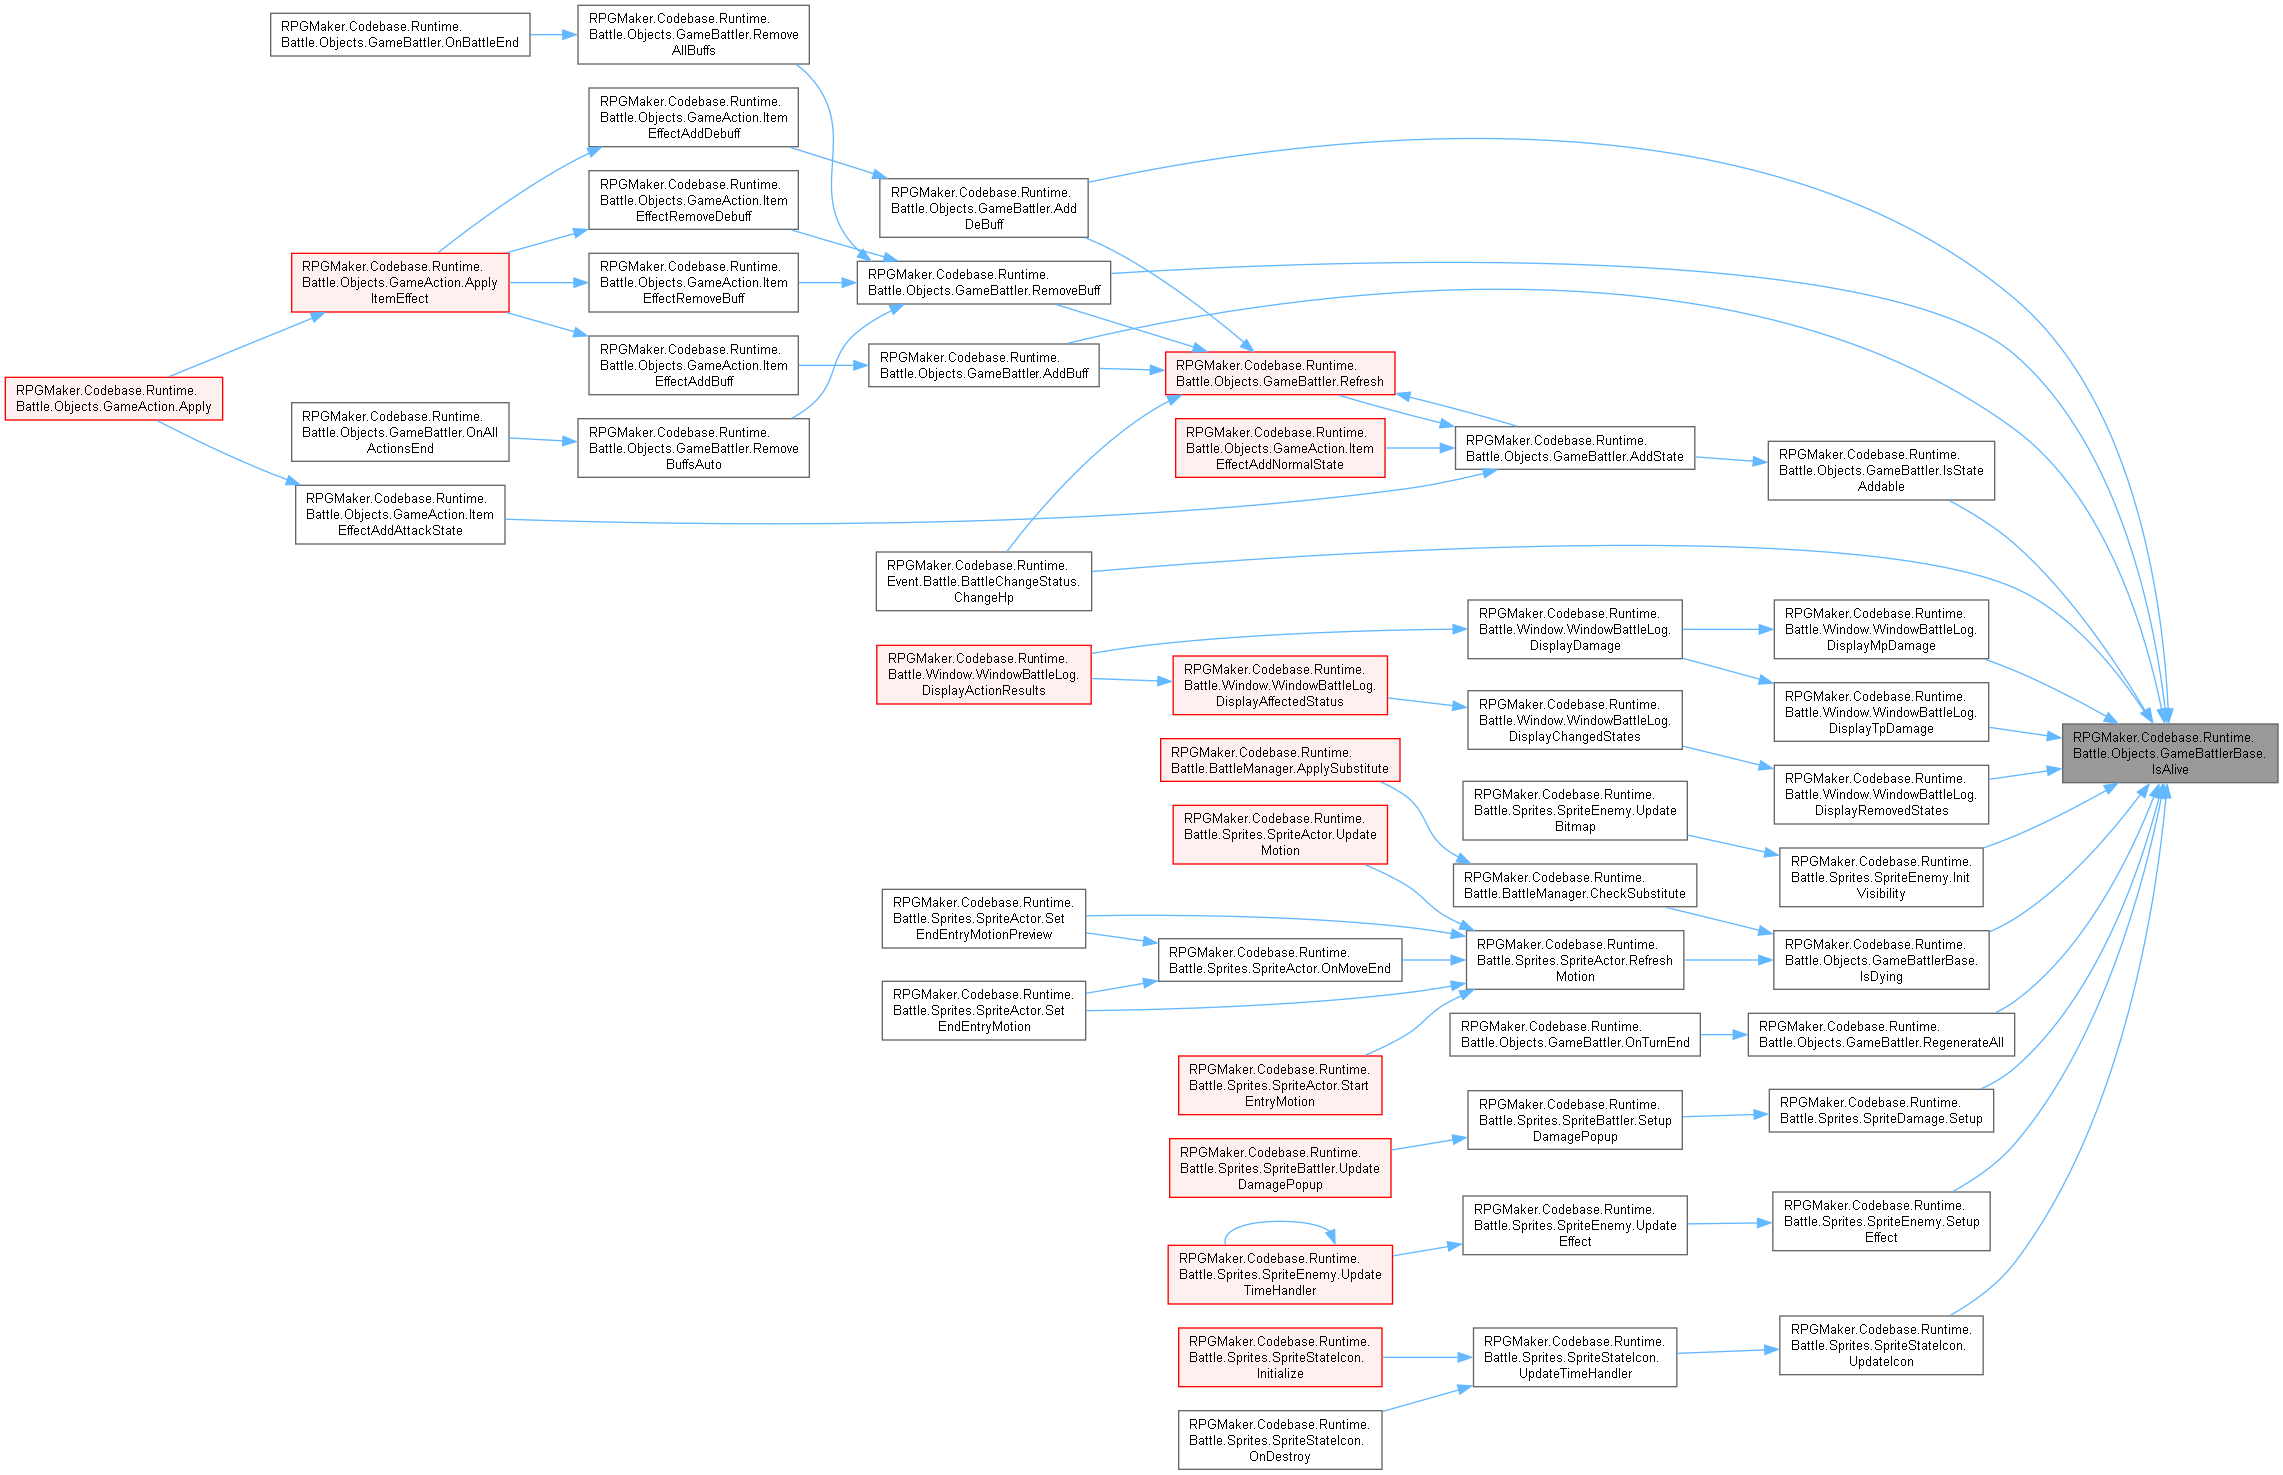 RPGMaker.Codebase.Runtime.
Battle.Objects.GameBattler.OnBattleEnd
RPGMaker.Codebase.Runtime.
Battle.Objects.GameBattler.Remove
AllBuffs
RPGMaker.Codebase.Runtime.
Battle.Objects.GameAction.Item
EffectAddDebuff
RPGMaker.Codebase.Runtime.
Battle.Objects.GameAction.Item
EffectRemoveDebuff
RPGMaker.Codebase.Runtime.
Battle.Objects.GameBattler.Add
DeBuff
RPGMaker.Codebase.Runtime.
Battle.Objects.GameAction.Apply
ItemEffect
RPGMaker.Codebase.Runtime.
Battle.Objects.GameAction.Item
EffectRemoveBuff
RPGMaker.Codebase.Runtime.
Battle.Objects.GameBattler.RemoveBuff
RPGMaker.Codebase.Runtime.
Battle.Objects.GameAction.Item
EffectAddBuff
RPGMaker.Codebase.Runtime.
Battle.Objects.GameBattler.AddBuff
RPGMaker.Codebase.Runtime.
Battle.Objects.GameBattler.Refresh
RPGMaker.Codebase.Runtime.
Battle.Objects.GameAction.Apply
RPGMaker.Codebase.Runtime.
Battle.Objects.GameBattler.OnAll
ActionsEnd
RPGMaker.Codebase.Runtime.
Battle.Objects.GameBattler.Remove
BuffsAuto
RPGMaker.Codebase.Runtime.
Battle.Objects.GameAction.Item
EffectAddNormalState
RPGMaker.Codebase.Runtime.
Battle.Objects.GameBattler.AddState
RPGMaker.Codebase.Runtime.
Battle.Objects.GameBattler.IsState
Addable
RPGMaker.Codebase.Runtime.
Battle.Objects.GameAction.Item
EffectAddAttackState
RPGMaker.Codebase.Runtime.
Event.Battle.BattleChangeStatus.
ChangeHp
RPGMaker.Codebase.Runtime.
Battle.Window.WindowBattleLog.
DisplayDamage
RPGMaker.Codebase.Runtime.
Battle.Window.WindowBattleLog.
DisplayMpDamage
RPGMaker.Codebase.Runtime.
Battle.Window.WindowBattleLog.
DisplayActionResults
RPGMaker.Codebase.Runtime.
Battle.Window.WindowBattleLog.
DisplayAffectedStatus
RPGMaker.Codebase.Runtime.
Battle.Window.WindowBattleLog.
DisplayChangedStates
RPGMaker.Codebase.Runtime.
Battle.Window.WindowBattleLog.
DisplayTpDamage
RPGMaker.Codebase.Runtime.
Battle.Objects.GameBattlerBase.
IsAlive
RPGMaker.Codebase.Runtime.
Battle.BattleManager.ApplySubstitute
RPGMaker.Codebase.Runtime.
Battle.Window.WindowBattleLog.
DisplayRemovedStates
RPGMaker.Codebase.Runtime.
Battle.Sprites.SpriteEnemy.Update
Bitmap
RPGMaker.Codebase.Runtime.
Battle.Sprites.SpriteActor.Update
Motion
RPGMaker.Codebase.Runtime.
Battle.BattleManager.CheckSubstitute
RPGMaker.Codebase.Runtime.
Battle.Sprites.SpriteEnemy.Init
Visibility
RPGMaker.Codebase.Runtime.
Battle.Sprites.SpriteActor.Set
EndEntryMotionPreview
RPGMaker.Codebase.Runtime.
Battle.Sprites.SpriteActor.OnMoveEnd
RPGMaker.Codebase.Runtime.
Battle.Sprites.SpriteActor.Refresh
Motion
RPGMaker.Codebase.Runtime.
Battle.Objects.GameBattlerBase.
IsDying
RPGMaker.Codebase.Runtime.
Battle.Sprites.SpriteActor.Set
EndEntryMotion
RPGMaker.Codebase.Runtime.
Battle.Objects.GameBattler.OnTurnEnd
RPGMaker.Codebase.Runtime.
Battle.Objects.GameBattler.RegenerateAll
RPGMaker.Codebase.Runtime.
Battle.Sprites.SpriteActor.Start
EntryMotion
RPGMaker.Codebase.Runtime.
Battle.Sprites.SpriteBattler.Setup
DamagePopup
RPGMaker.Codebase.Runtime.
Battle.Sprites.SpriteDamage.Setup
RPGMaker.Codebase.Runtime.
Battle.Sprites.SpriteBattler.Update
DamagePopup
RPGMaker.Codebase.Runtime.
Battle.Sprites.SpriteEnemy.Update
Effect
RPGMaker.Codebase.Runtime.
Battle.Sprites.SpriteEnemy.Setup
Effect
RPGMaker.Codebase.Runtime.
Battle.Sprites.SpriteEnemy.Update
TimeHandler
RPGMaker.Codebase.Runtime.
Battle.Sprites.SpriteStateIcon.
Initialize
RPGMaker.Codebase.Runtime.
Battle.Sprites.SpriteStateIcon.
UpdateTimeHandler
RPGMaker.Codebase.Runtime.
Battle.Sprites.SpriteStateIcon.
UpdateIcon
RPGMaker.Codebase.Runtime.
Battle.Sprites.SpriteStateIcon.
OnDestroy